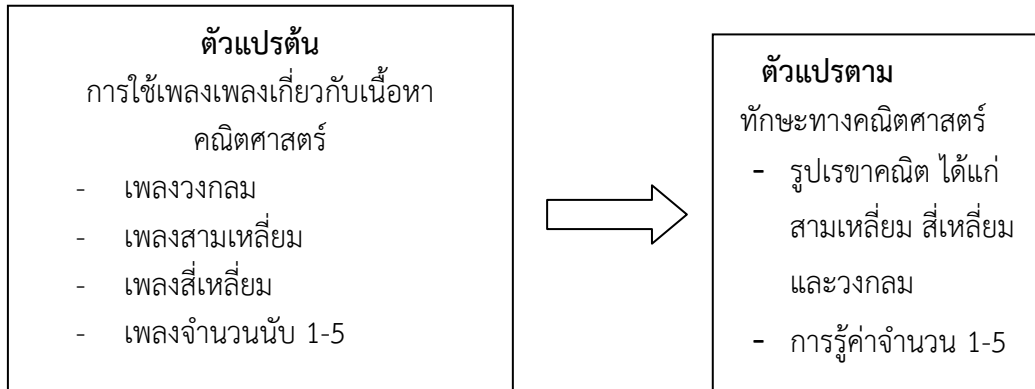 ตัวแปรต้น
การใช้เพลงเพลงเกี่ยวกับเนื้อหา
คณิตศาสตร์
- เพลงวงกลม
- เพลงสามเหลี่ยม
- เพลงสี่เหลี่ยม
- เพลงจำนวนนับ 1-5
ตัวแปรตาม
ทักษะทางคณิตศาสตร์
- รูปเรขาคณิต ได้แก่
สามเหลี่ยม สี่เหลี่ยม
และวงกลม
- การรู้ค่าจำนวน 1-5